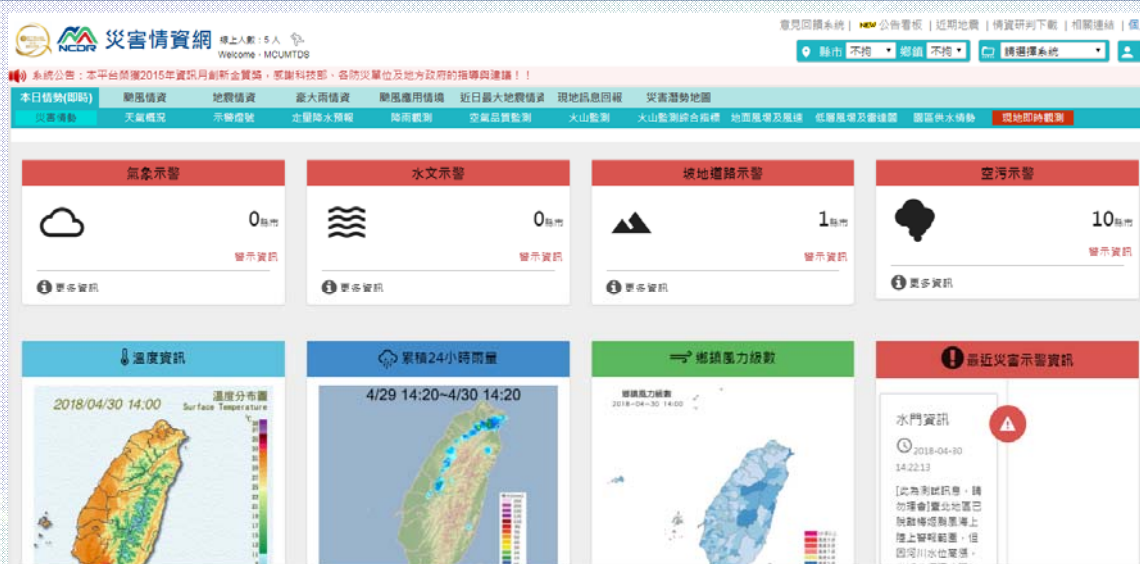 意見回饋系統 | NEW 公告看板 | 近期地震 | 情資研判下載 | 相關連結 | 個
NCDR 災害情資網 線上人數 : 5 人
Welcome , MCUMTDS
縣市 不拘 鄉鎮 不拘 請選擇系統
系統公告：本平台榮獲2015年資訊月創新金質獎，感謝科技部、各防災單位及地方政府的指導與建議！！
本日情勢(即時) 颱風情資 地震情資 豪大雨情資 颱風應用情境 近日最大地震情資 現地訊息回報 災害潛勢地圖
災害情勢 天氣概況 示警燈號 定量降水預報 降雨觀測 空氣品質監測 火山監測 火山監測綜合指標 地面風場及風速 低層風場及雷達圖 園區供水情勢 現地即時觀測
氣象示警 水文示警 坡地道路示警 空污示警
0縣市 0縣市 1縣市 10縣市
警示資訊 警示資訊 警示資訊 警示資訊
更多資訊 更多資訊 更多資訊 更多資訊
溫度資訊 累積24小時雨量 鄉鎮風力級數 最近災害示警資訊
2018/04/30 14:00 溫度分布圖
Surface Temperature
℃
4/29 14:20~4/30 14:20
鄉鎮風力級數
2018-04-30 14:00
水門資訊
2018-04-30
14:22:13
[此為測試訊息，請
勿理會]臺北地區已
脫離梅姬颱風海上
陸上警報範圍，但
因河川水位高漲，